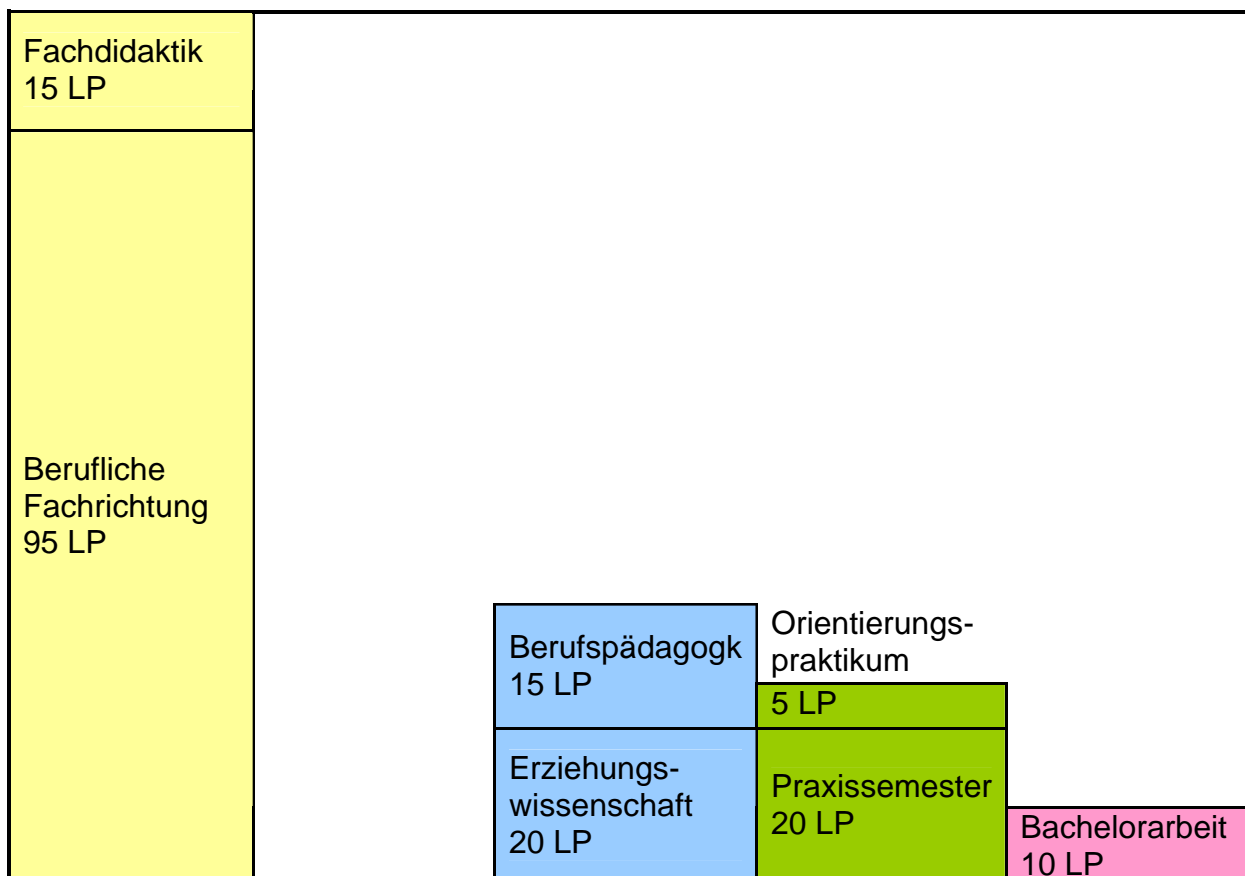 Fachdidaktik
15 LP
Berufliche
Fachrichtung
95 LP
Berufspädagogk
15 LP
Erziehungs-
wissenschaft
20 LP
Orientierungs-
praktikum
5 LP
Praxissemester
20 LP
Bachelorarbeit
10 LP